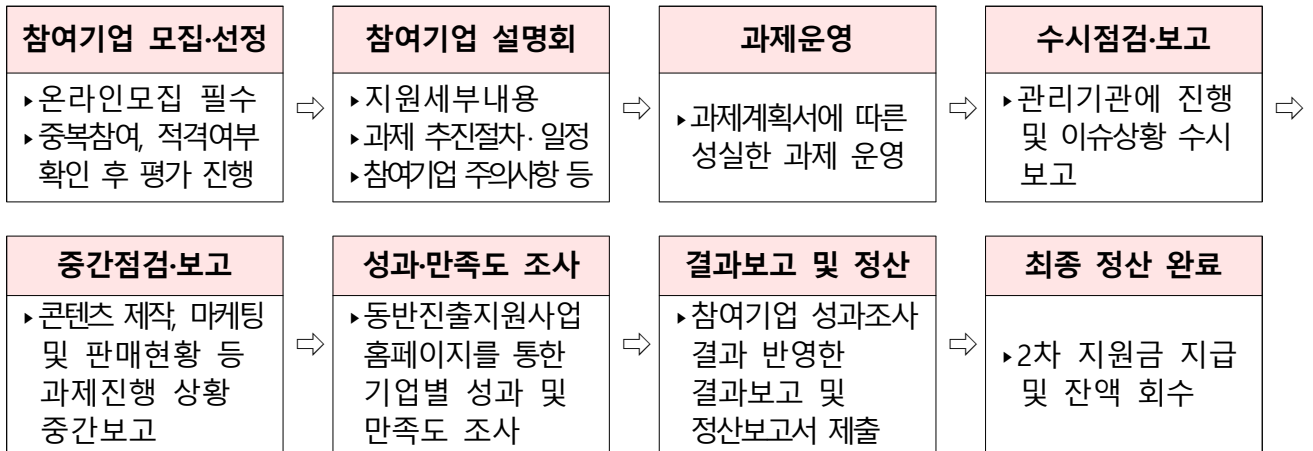 참여기업 모집·선정
▸온라인모집 필수
▸중복참여, 적격여부
확인 후 평가 진행
⇨
참여기업 설명회
▸지원세부내용
▸과제 추진절차·일정
▸참여기업 주의사항 등
⇨
과제운영
▸과제계획서에 따른
성실한 과제 운영
⇨
수시점검·보고
▸관리기관에 진행
및 이슈상황 수시
보고
⇨
중간점검·보고
▸콘텐츠 제작, 마케팅
및 판매현황 등
과제진행 상황
중간보고
⇨
성과·만족도 조사
▸동반진출지원사업
홈페이지를 통한
기업별 성과 및
만족도 조사
⇨
결과보고 및 정산
▸참여기업 성과조사
결과 반영한
결과보고 및
정산보고서 제출
⇨
최종 정산 완료
▸2차 지원금 지급
및 잔액 회수